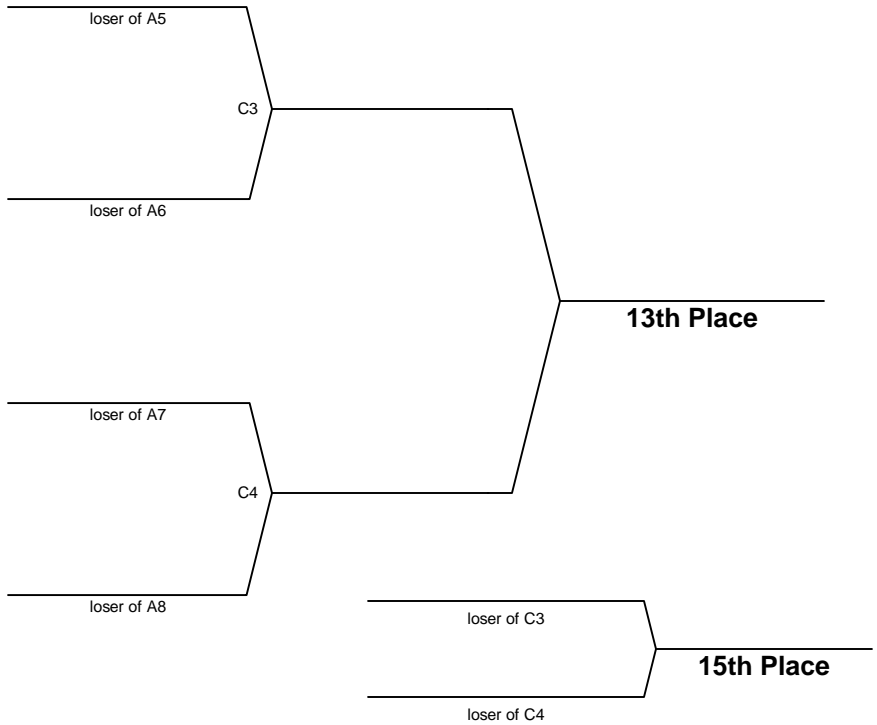 loser of A5
C3
loser of A6
13th Place
loser of A7
C4
loser of A8
loser of C3
15th Place
loser of C4